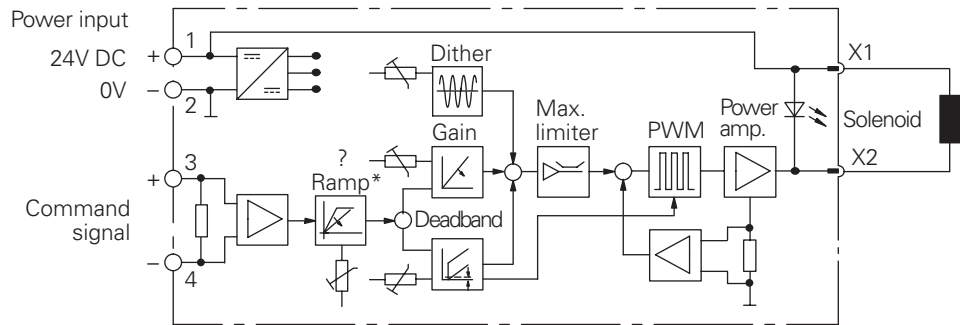 Power input
1
+ 24V DC
X1
Dither
0V −
2
Max.
limiter
Power
amp.
Gain
PWM
Solenoid
3
?
X2
+
Ramp*
Command
signal
Deadband
−
4